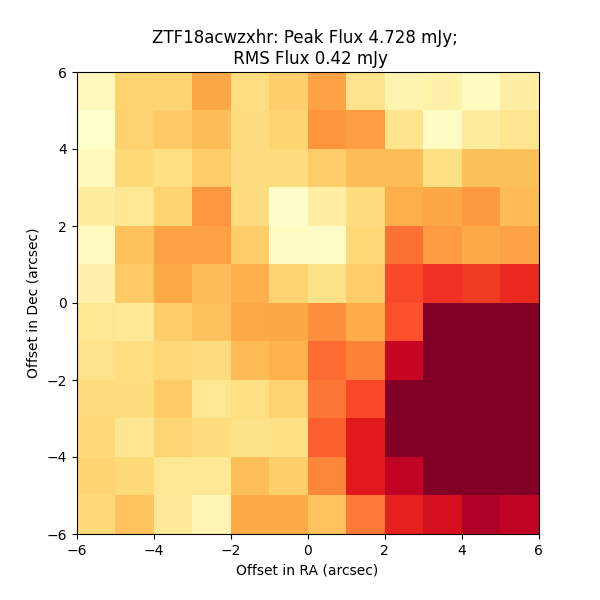 ZTF18acwzxhr: Peak Flux 4.728 mJy;
RMS Flux 0.42 mJy
6
4
2
0
−2
−4
−6
Offset in Dec (arcsec)
−6 −4 −2 0 2 4 6
Offset in RA (arcsec)